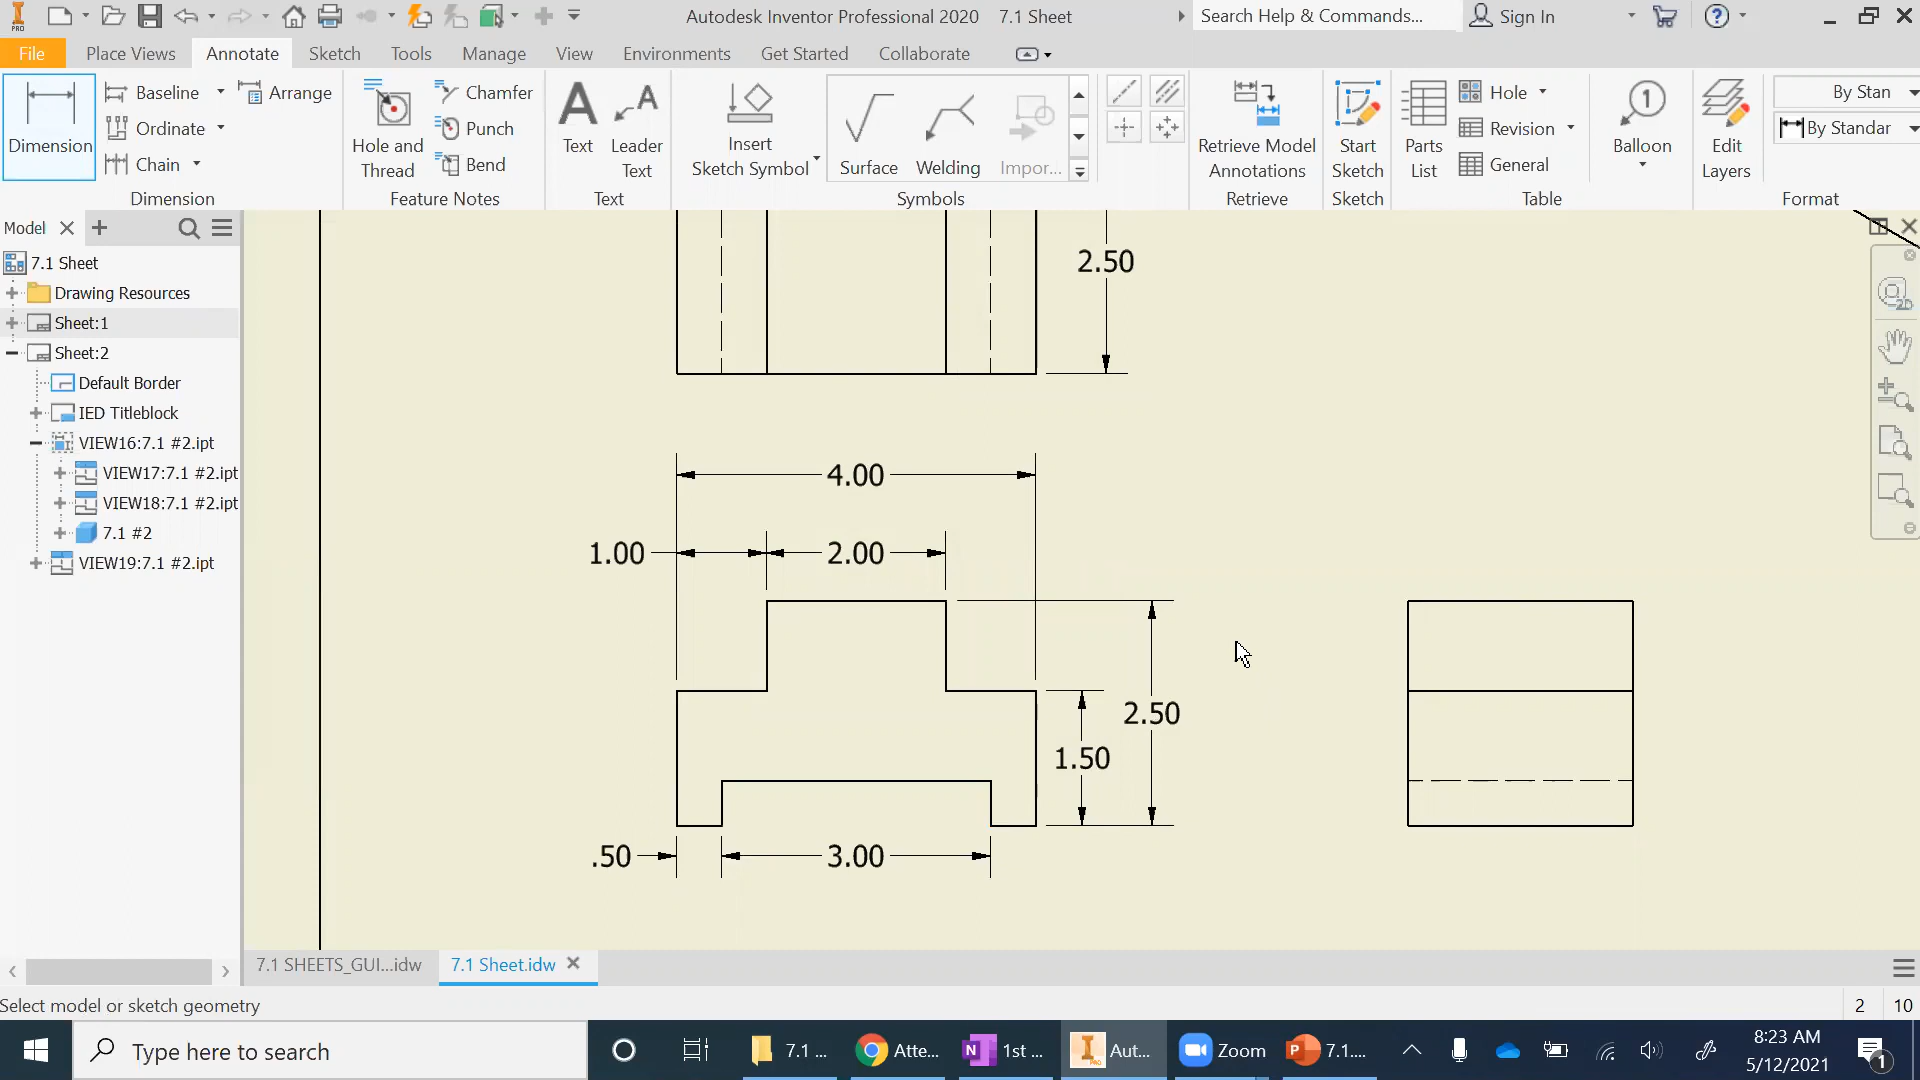 PRO
Autodesk Inventor Professional 2020 7.1 Sheet
Search Help & Commands...
Sign In
File Place Views Annotate Sketch Tools Manage View Environments Get Started Collaborate
Dimension
Baseline
Ordinate
Chain
Arrange
Dimension
Hole and
Thread
Chamfer
Punch
Bend
Feature Notes
Text
Leader
Text
Text
Insert
Sketch Symbol
Surface
Welding
Impor...
Symbols
Retrieve Model
Annotations
Retrieve
Start
Sketch
Sketch
Parts
List
Hole
Revision
General
Table
1
Balloon
Edit
Layers
By Stan
By Standar
Format
Model
7.1 Sheet
Drawing Resources
Sheet:1
Sheet:2
Default Border
IED Titleblock
VIEW16:7.1 #2.ipt
VIEW17:7.1 #2.ipt
VIEW18:7.1 #2.ipt
7.1 #2
VIEW19:7.1 #2.ipt
2.50
4.00
1.00
2.00
2.50
1.50
.50
3.00
2D
7.1 SHEETS_GUI...idw
7.1 Sheet.idw
Select model or sketch geometry
2 10
Type here to search
7.1 ...
Atte...
1st ...
Aut...
Zoom
7.1....
8:23 AM
5/12/2021
1